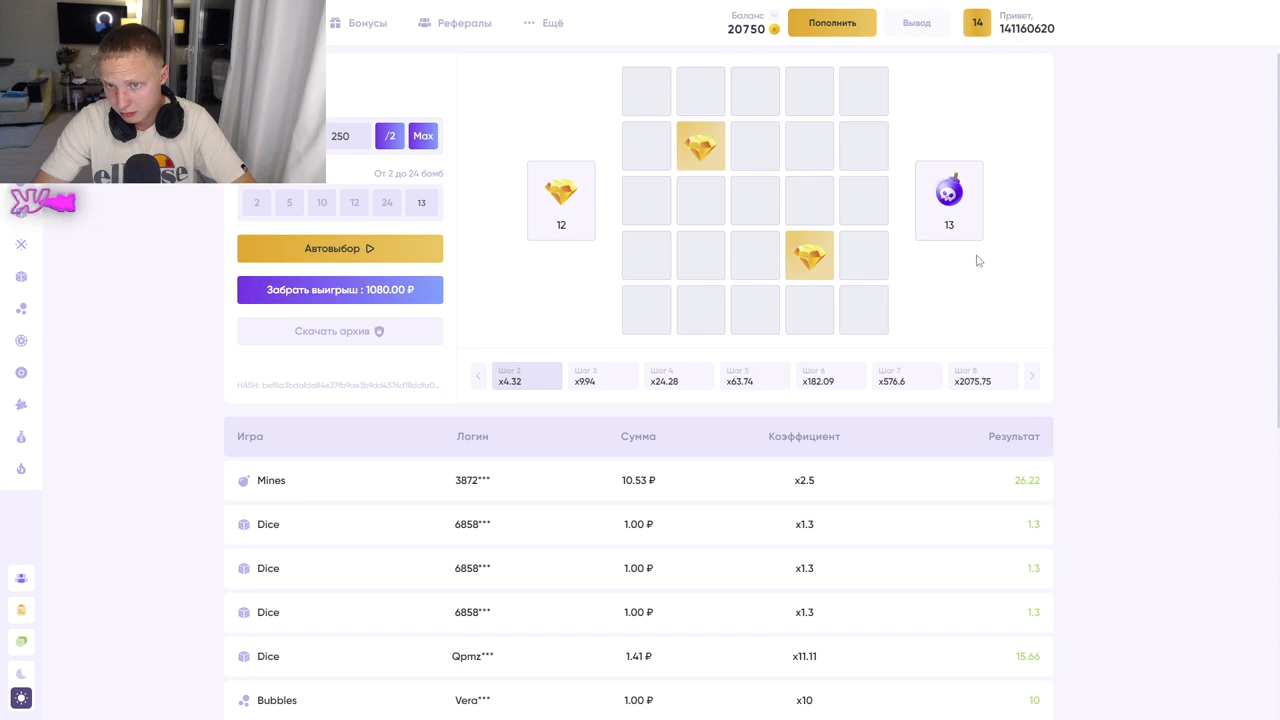 Бонусы
Рефералы
Ещё
Баланс
20750
Пополнить
Вывод
14
Привет,
141160620
250
/2
Max
От 2 до 24 бомб
2
5
10
12
24
13
Автовыбор
Забрать выигрыш : 1080.00 ₽
Скачать архив
12
13
ellesse
Шаг 2
x4.32
Шаг 3
x9.94
Шаг 4
x24.28
Шаг 5
x63.74
Шаг 6
x182.09
Шаг 7
x576.6
Шаг 8
x2075.75
Игра Логин Сумма Коэффициент Результат
Mines 3872*** 10.53 ₽ x2.5 26.22
Dice 6858*** 1.00 ₽ x1.3 1.3
Dice 6858*** 1.00 ₽ x1.3 1.3
Dice 6858*** 1.00 ₽ x1.3 1.3
Dice Qpmz*** 1.41 ₽ x11.11 15.66
Bubbles Vera*** 1.00 ₽ x10 10